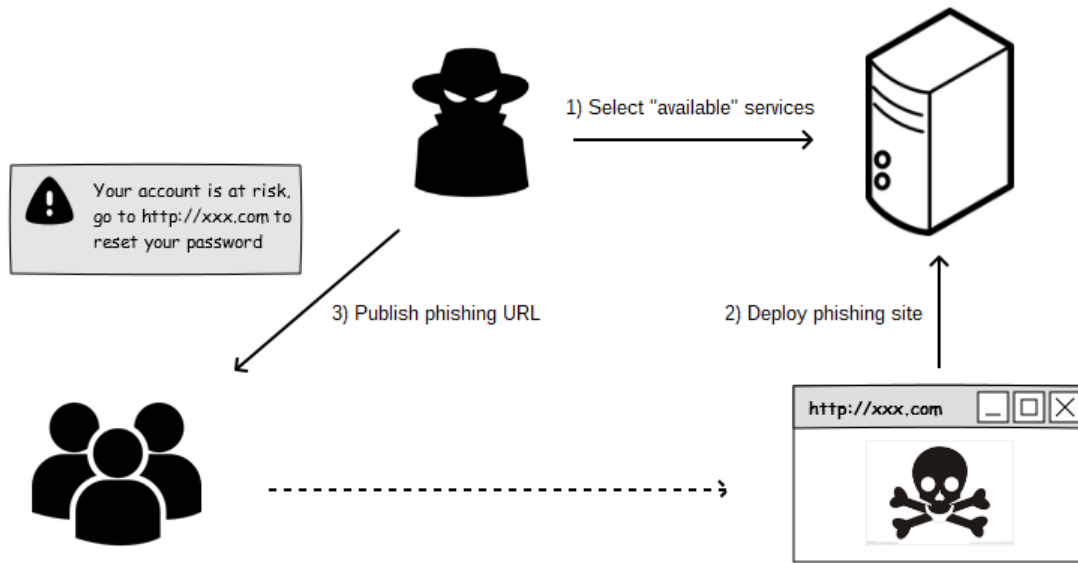 1) Select "available" services
Your account is at risk,
go to http://xxx.com to
reset your password
3) Publish phishing URL
2) Deploy phishing site
http://xxx.com